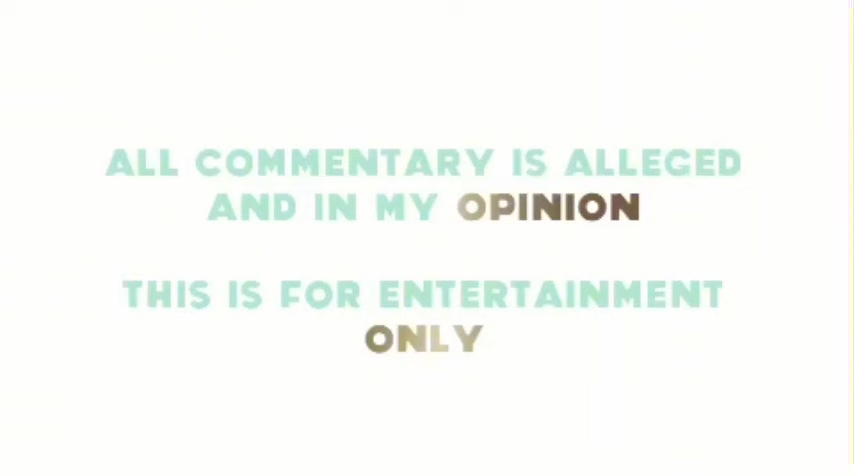 ALL COMMENTARY IS ALLEGED
AND IN MY OPINION
THIS IS FOR ENTERTAINMENT
ONLY